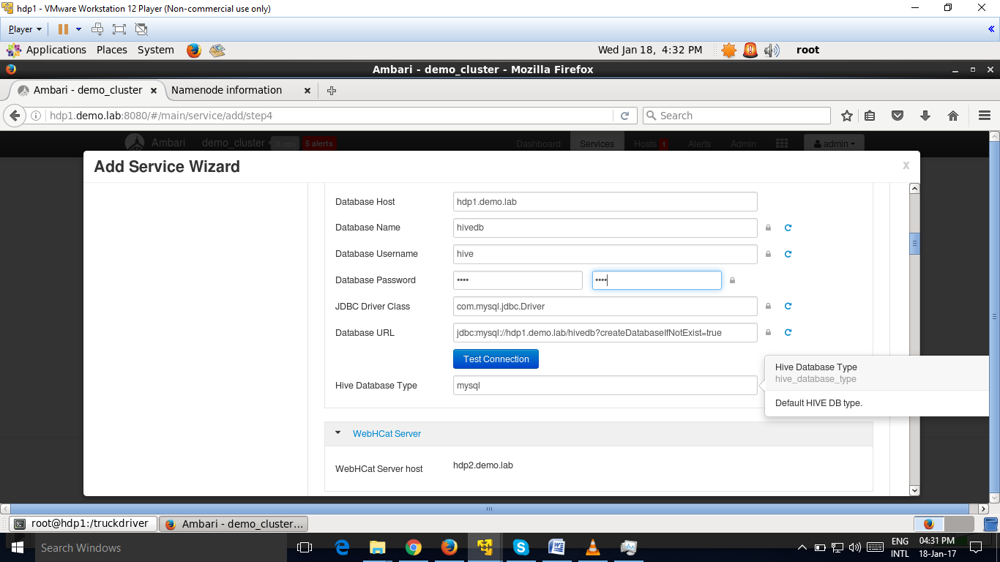 hdp1 - VMware Workstation 12 Player (Non-commercial use only)
Player
Applications Places System Wed Jan 18, 4:32 PM root
Ambari - demo_cluster - Mozilla Firefox
Ambari - demo_cluster Namenode information
hdp1.demo.lab:8080/#/main/service/add/step4 Search
Ambari demo_cluster 0 ops 5 alerts Dashboard Services Hosts 1 Alerts Admin admin
Add Service Wizard x
Database Host hdp1.demo.lab
Database Name hivedb
Database Username hive
Database Password •••• ••••
JDBC Driver Class com.mysql.jdbc.Driver
Database URL jdbc:mysql://hdp1.demo.lab/hivedb?createDatabaseIfNotExist=true
Test Connection
Hive Database Type mysql
Hive Database Type
hive_database_type
Default HIVE DB type.
WebHCat Server
WebHCat Server host hdp2.demo.lab
root@hdp1:/truckdriver Ambari - demo_cluster...
Search Windows
ENG 04:31 PM
INTL 18-Jan-17